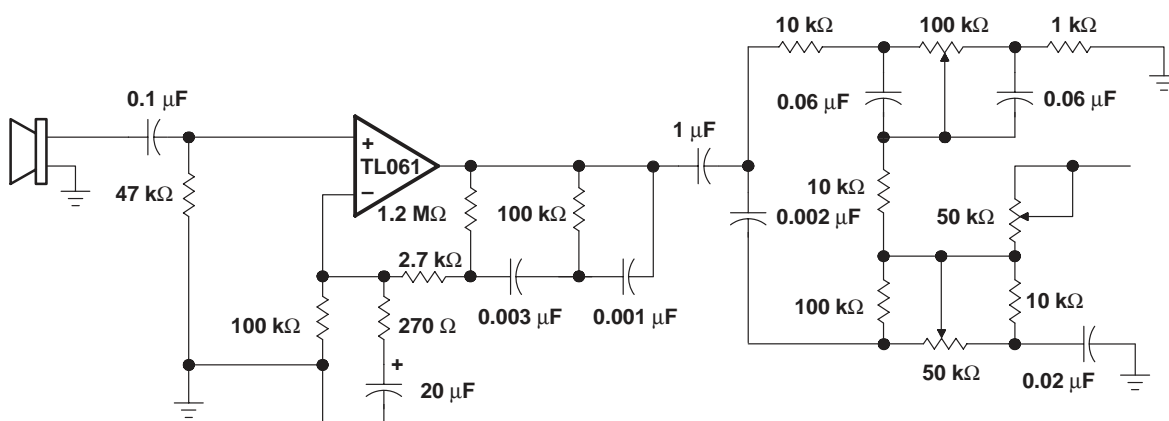 10 kΩ
100 kΩ
1 kΩ
0.1 μF
0.06 μF
0.06 μF
1 μF
+
TL061
−
47 kΩ
1.2 MΩ
100 kΩ
10 kΩ
0.002 μF
50 kΩ
2.7 kΩ
100 kΩ
270 Ω
0.003 μF
0.001 μF
100 kΩ
10 kΩ
+
20 μF
50 kΩ
0.02 μF